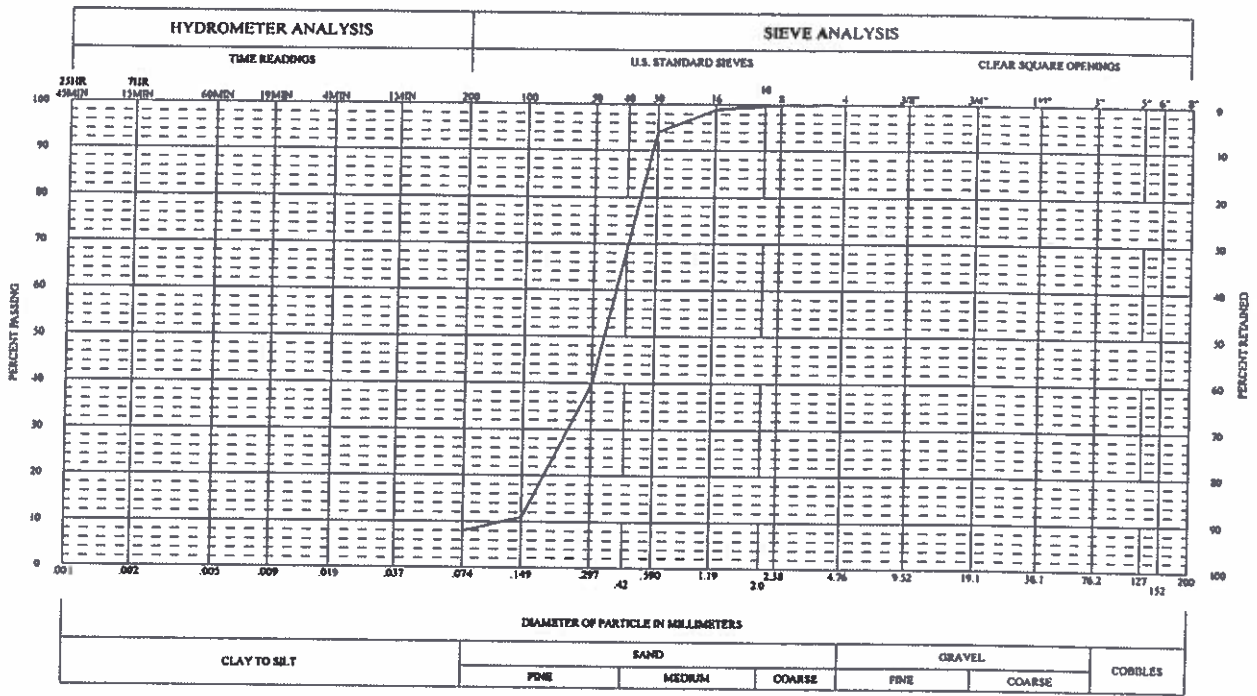 HYDROMETER ANALYSIS SIEVE ANALYSIS
TIME READINGS U.S. STANDARD SIEVES CLEAR SQUARE OPENINGS
25HR 7HR
45MIN 15MIN 60MIN 19MIN 4MIN 1MIN 200 100 50 40 30 16 10 8 4 3/8" 3/4" 3" 5" 6" 8"
100 0
90 10
80 20
70 30
60 40
50 50
40 60
30 70
20 80
10 90
0 100
PERCENT PASSING
PERCENT RETAINED
.001 .002 .005 .009 .019 .037 .074 .149 .297 .42 .590 1.19 2.0 2.38 4.76 9.52 19.1 36.1 76.2 127 152 200
DIAMETER OF PARTICLE IN MILLIMETERS
CLAY TO SILT SAND GRAVEL COBBLES
FINE MEDIUM COARSE FINE COARSE